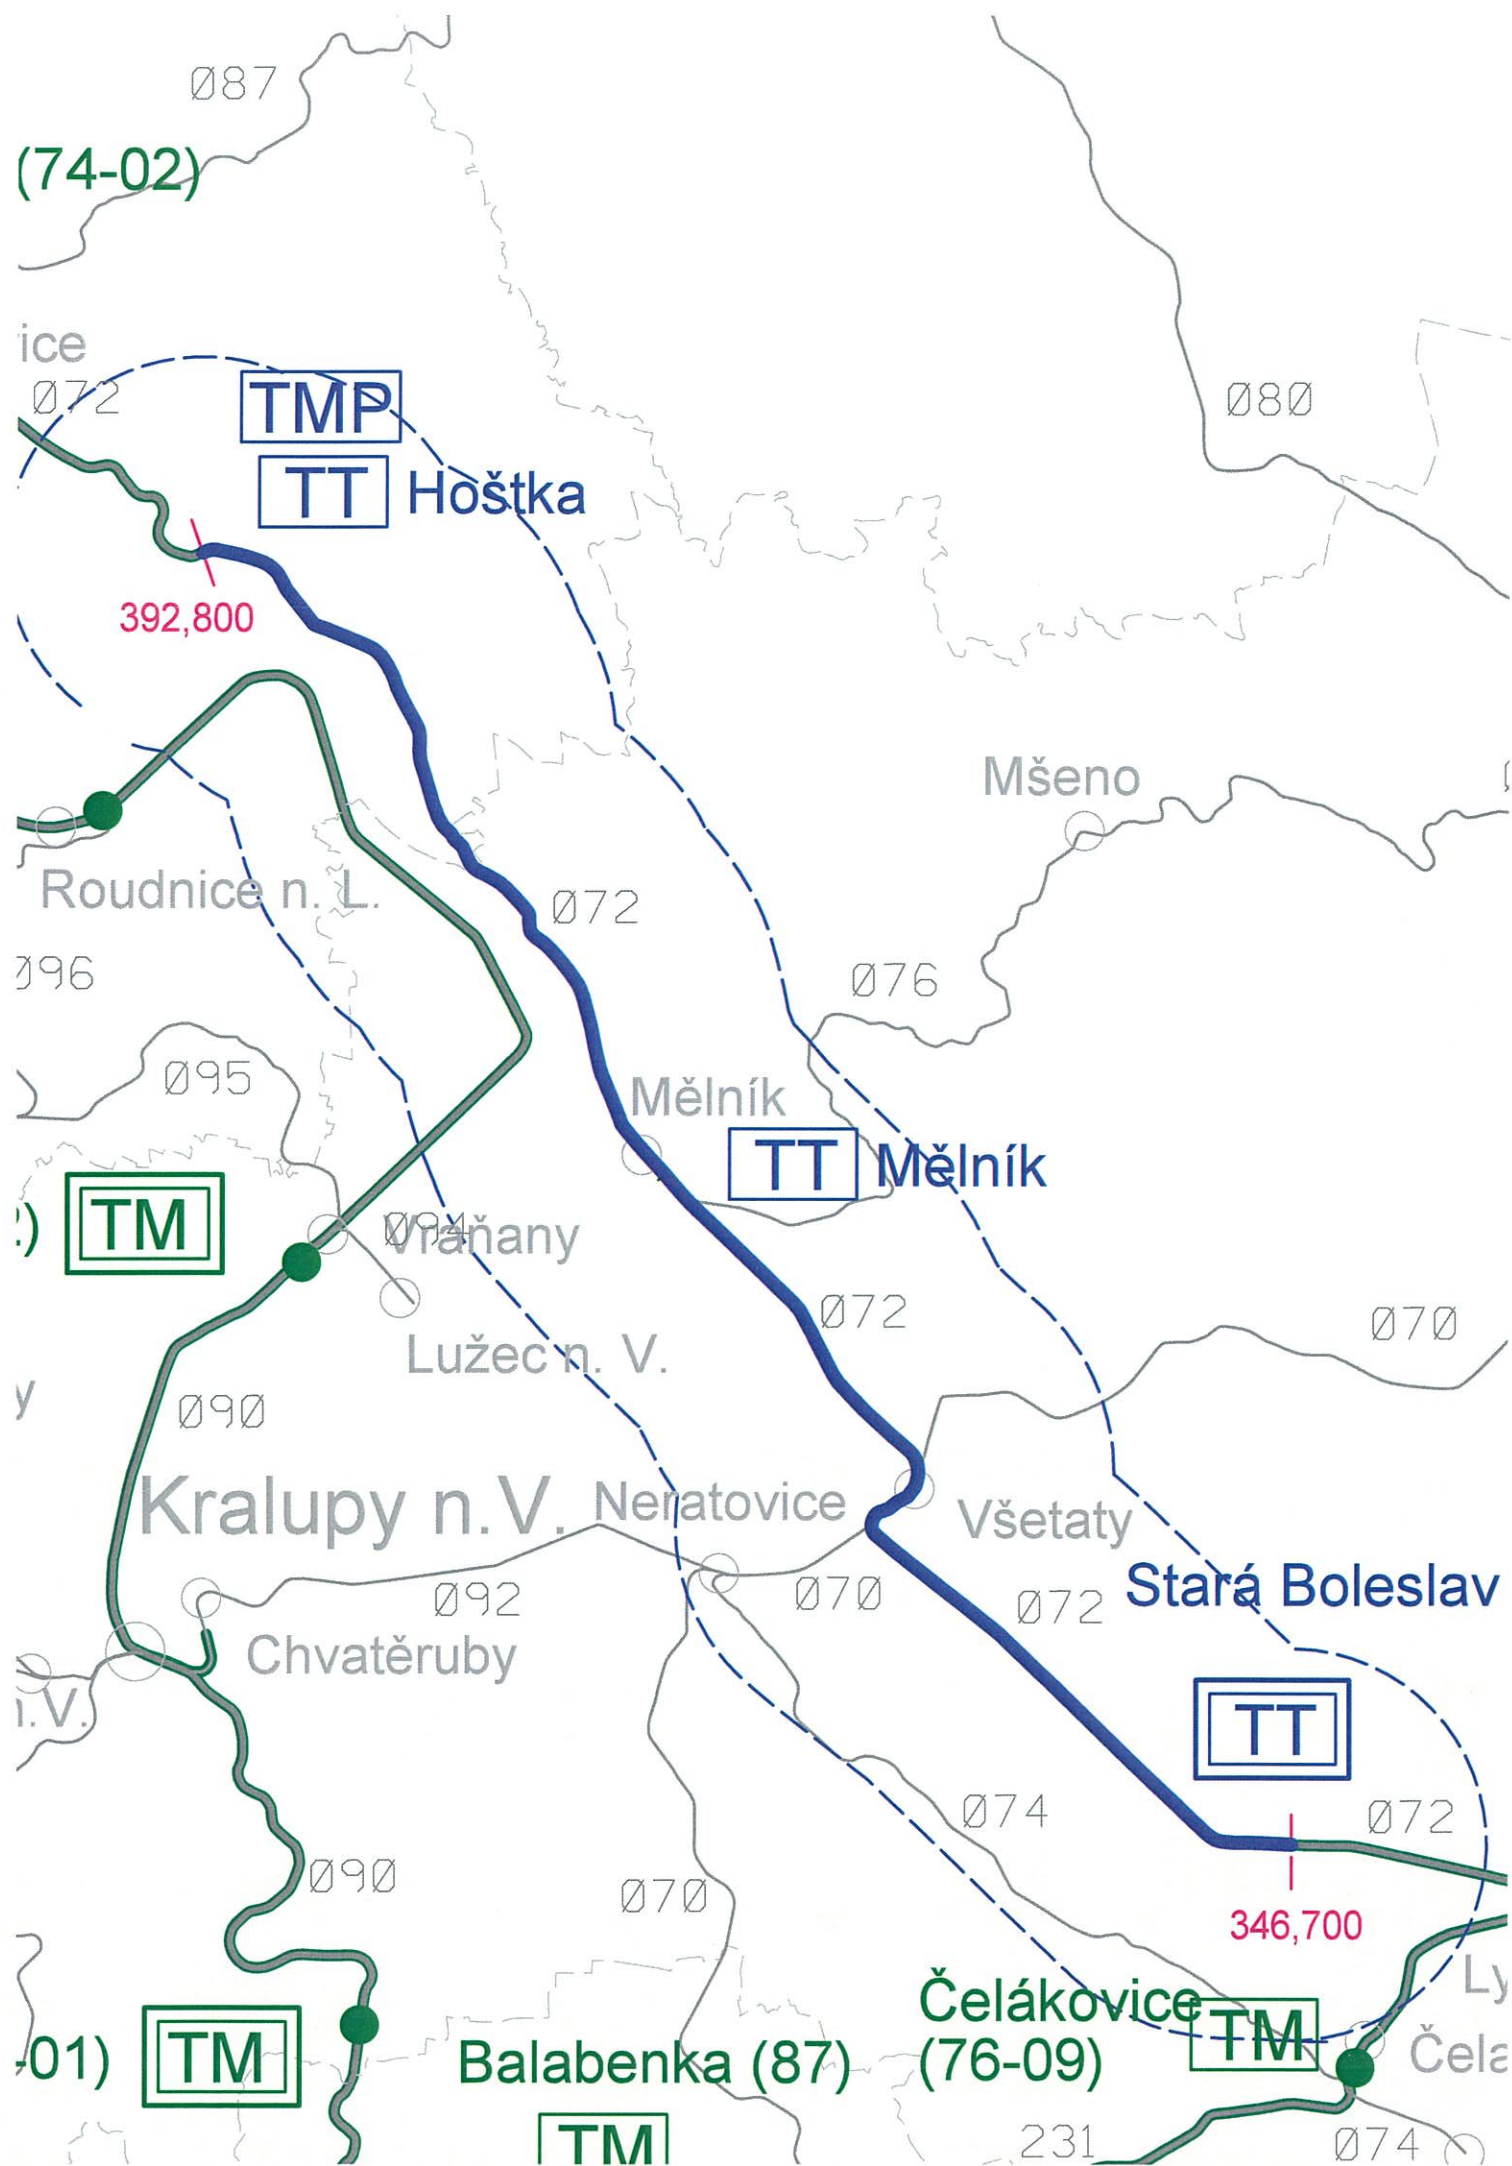 Ø87
(74-02)
ice
Ø72
TMP
Ø8Ø
TT Hoštka
392,800
Mšeno
Roudnice n. L.
Ø72
Ø96
Ø76
Ø95
Mělník
TT Mělník
TM
Ø94
Vraňany
Ø72
Ø7Ø
Lužec n. V.
y
Ø9Ø
Kralupy n.V.
Neratovice
Všetaty
Stará Boleslav
Ø92
Ø7Ø
Ø72
Chvatěruby
.V.
TT
Ø74
Ø72
Ø9Ø
Ø7Ø
346,700
Ly
Čelákovice
(76-09)
TM
-01)
TM
Balabenka (87)
Čela
TM
231
Ø74